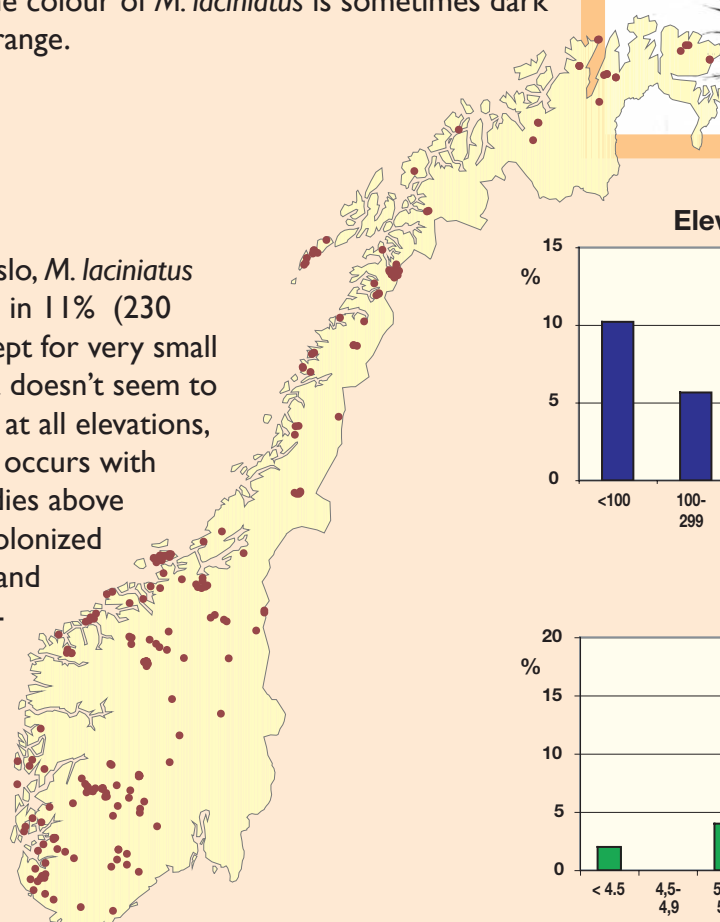 e colour of M. laciniatus is sometimes dark
range.
slo, M. laciniatus
in 11% (230
ept for very small
doesn't seem to
at all elevations,
occurs with
lies above
olonized
and
Elev
15
%
10
5
0
<100
100-
299
20
%
15
10
5
0
< 4.5
4,5-
4,9
5